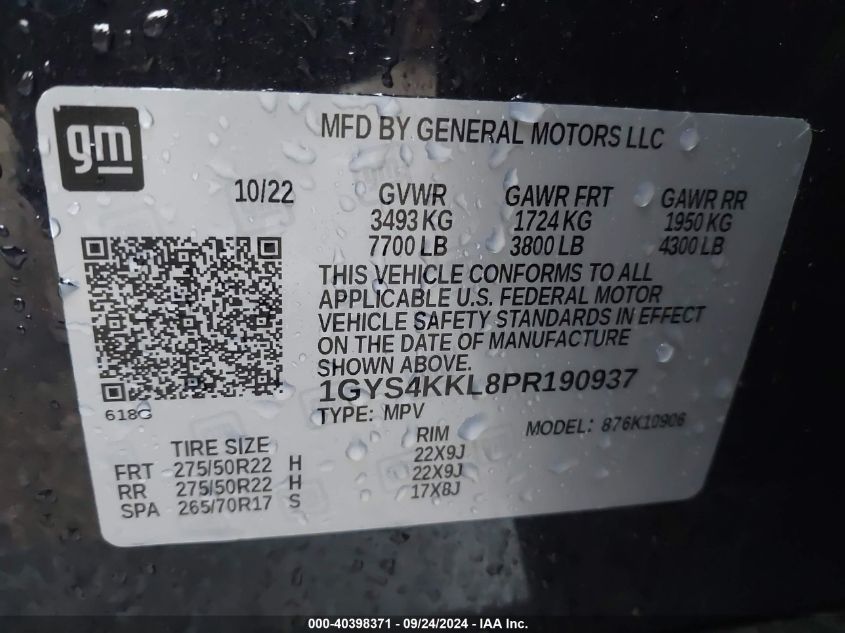 gm
MFD BY GENERAL MOTORS LLC
10/22 GVWR GAWR FRT GAWR RR
3493 KG 1724 KG 1950 KG
7700 LB 3800 LB 4300 LB
THIS VEHICLE CONFORMS TO ALL
APPLICABLE U.S. FEDERAL MOTOR
VEHICLE SAFETY STANDARDS IN EFFECT
ON THE DATE OF MANUFACTURE
SHOWN ABOVE.
1GYS4KKL8PR190937
618G
TYPE: MPV MODEL: 876K10906
TIRE SIZE RIM
FRT 275/50R22 H 22X9J
RR 275/50R22 H 22X9J
SPA 265/70R17 S 17X8J
000-40398371 - 09/24/2024 - IAA Inc.